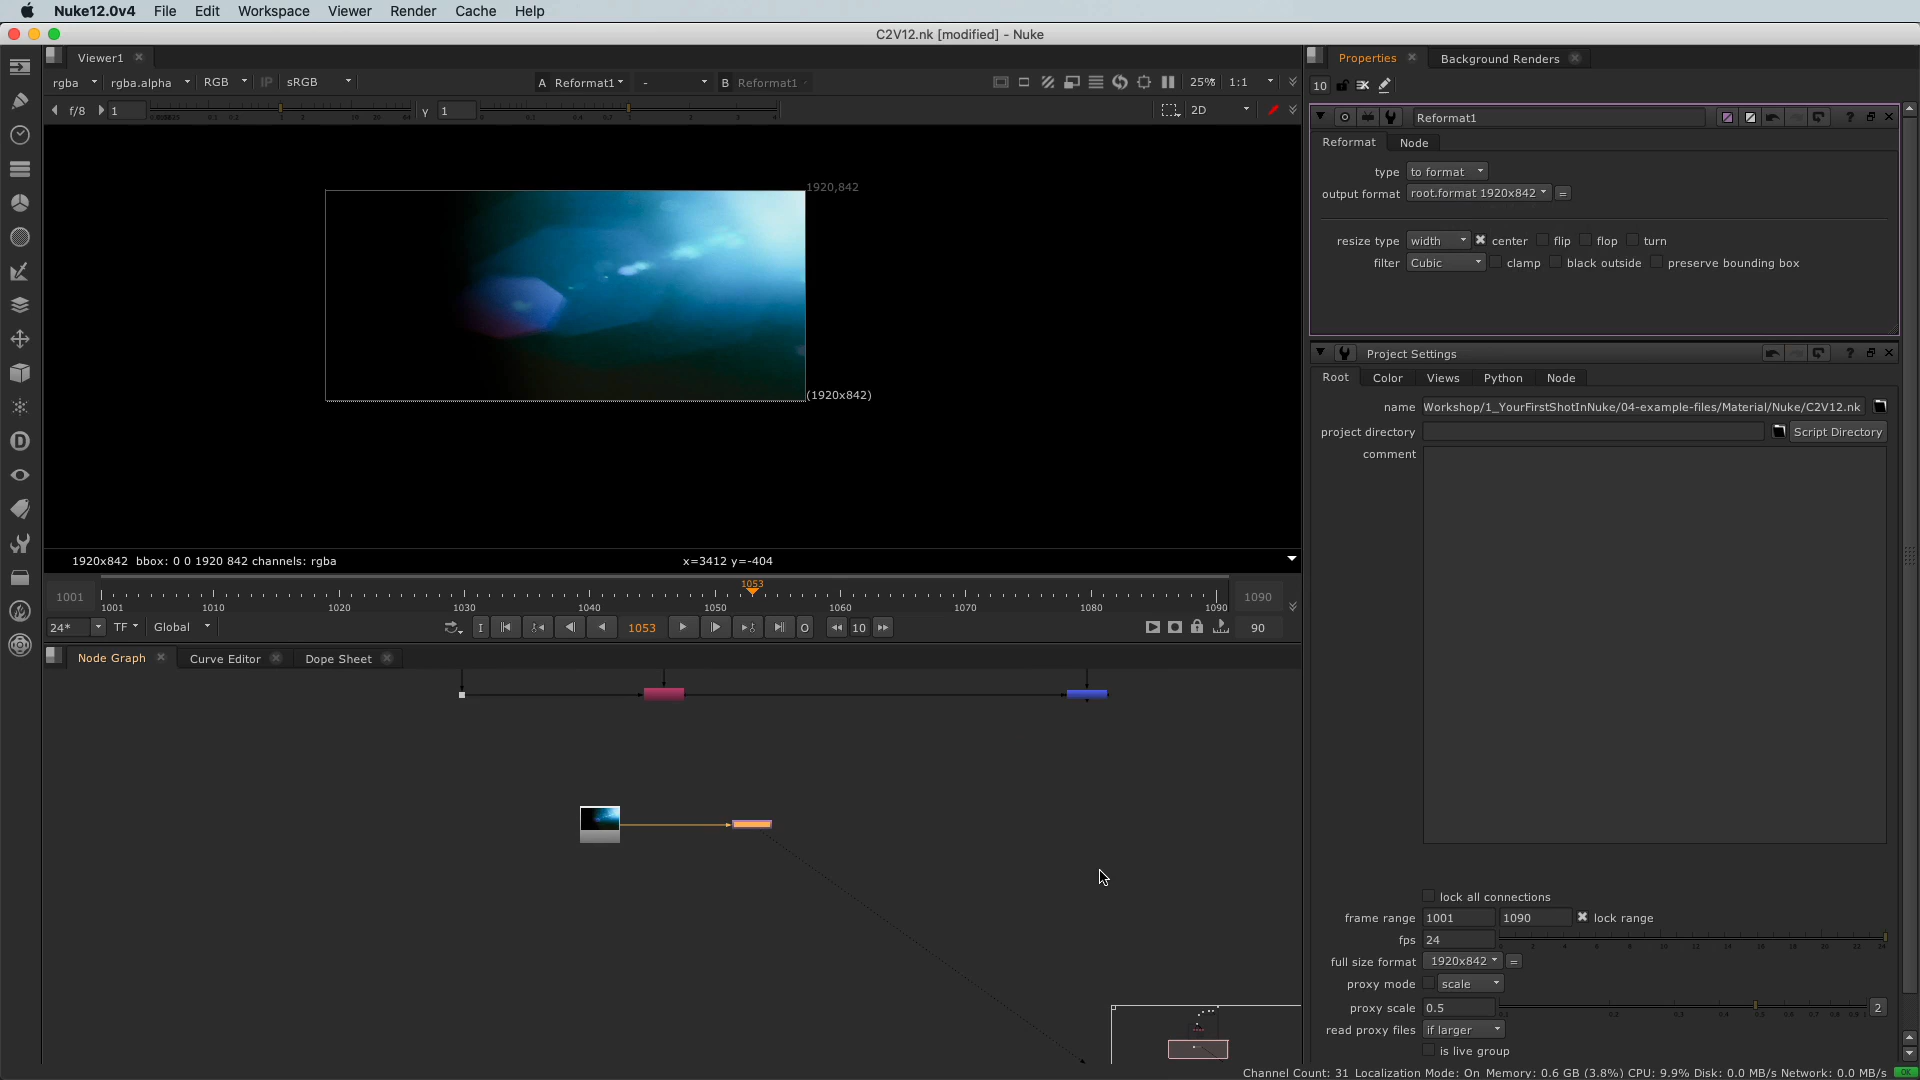 Nuke12.0v4 File Edit Workspace Viewer Render Cache Help
C2V12.nk [modified] - Nuke
Viewer1
rgba rgba.alpha RGB IP sRGB A Reformat1 - B Reformat1 25% 1:1
f/8 1 γ 1 2D
1920,842
(1920x842)
1920x842 bbox: 0 0 1920 842 channels: rgba x=3412 y=-404
1053
1001 1090
1001 1010 1020 1030 1040 1050 1060 1070 1080 1090
24* TF Global I 1053 O 10 90
Node Graph Curve Editor Dope Sheet
Properties Background Renders
10
Reformat1
Reformat Node
type to format
output format root.format 1920x842 =
resize type width center flip flop turn
filter Cubic clamp black outside preserve bounding box
Project Settings
Root Color Views Python Node
name Workshop/1_YourFirstShotInNuke/04-example-files/Material/Nuke/C2V12.nk
project directory Script Directory
comment
lock all connections
frame range 1001 1090 lock range
fps 24
full size format 1920x842 =
proxy mode scale
proxy scale 0.5 2
read proxy files if larger
is live group
Channel Count: 31 Localization Mode: On Memory: 0.6 GB (3.8%) CPU: 9.9% Disk: 0.0 MB/s Network: 0.0 MB/s OK